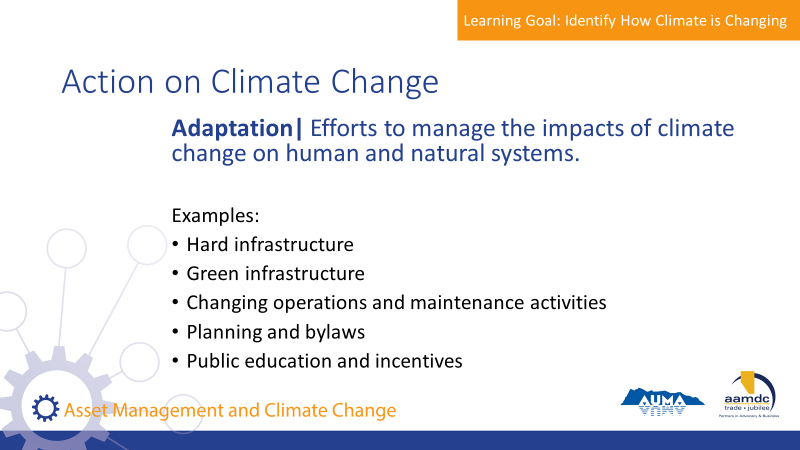 Learning Goal: Identify How Climate is Changing
Action on Climate Change
Adaptation| Efforts to manage the impacts of climate
change on human and natural systems.
Examples:
• Hard infrastructure
• Green infrastructure
• Changing operations and maintenance activities
• Planning and bylaws
• Public education and incentives
Asset Management and Climate Change
AUMA
aamdc
trade • jubilee
Partners in Advocacy & Business